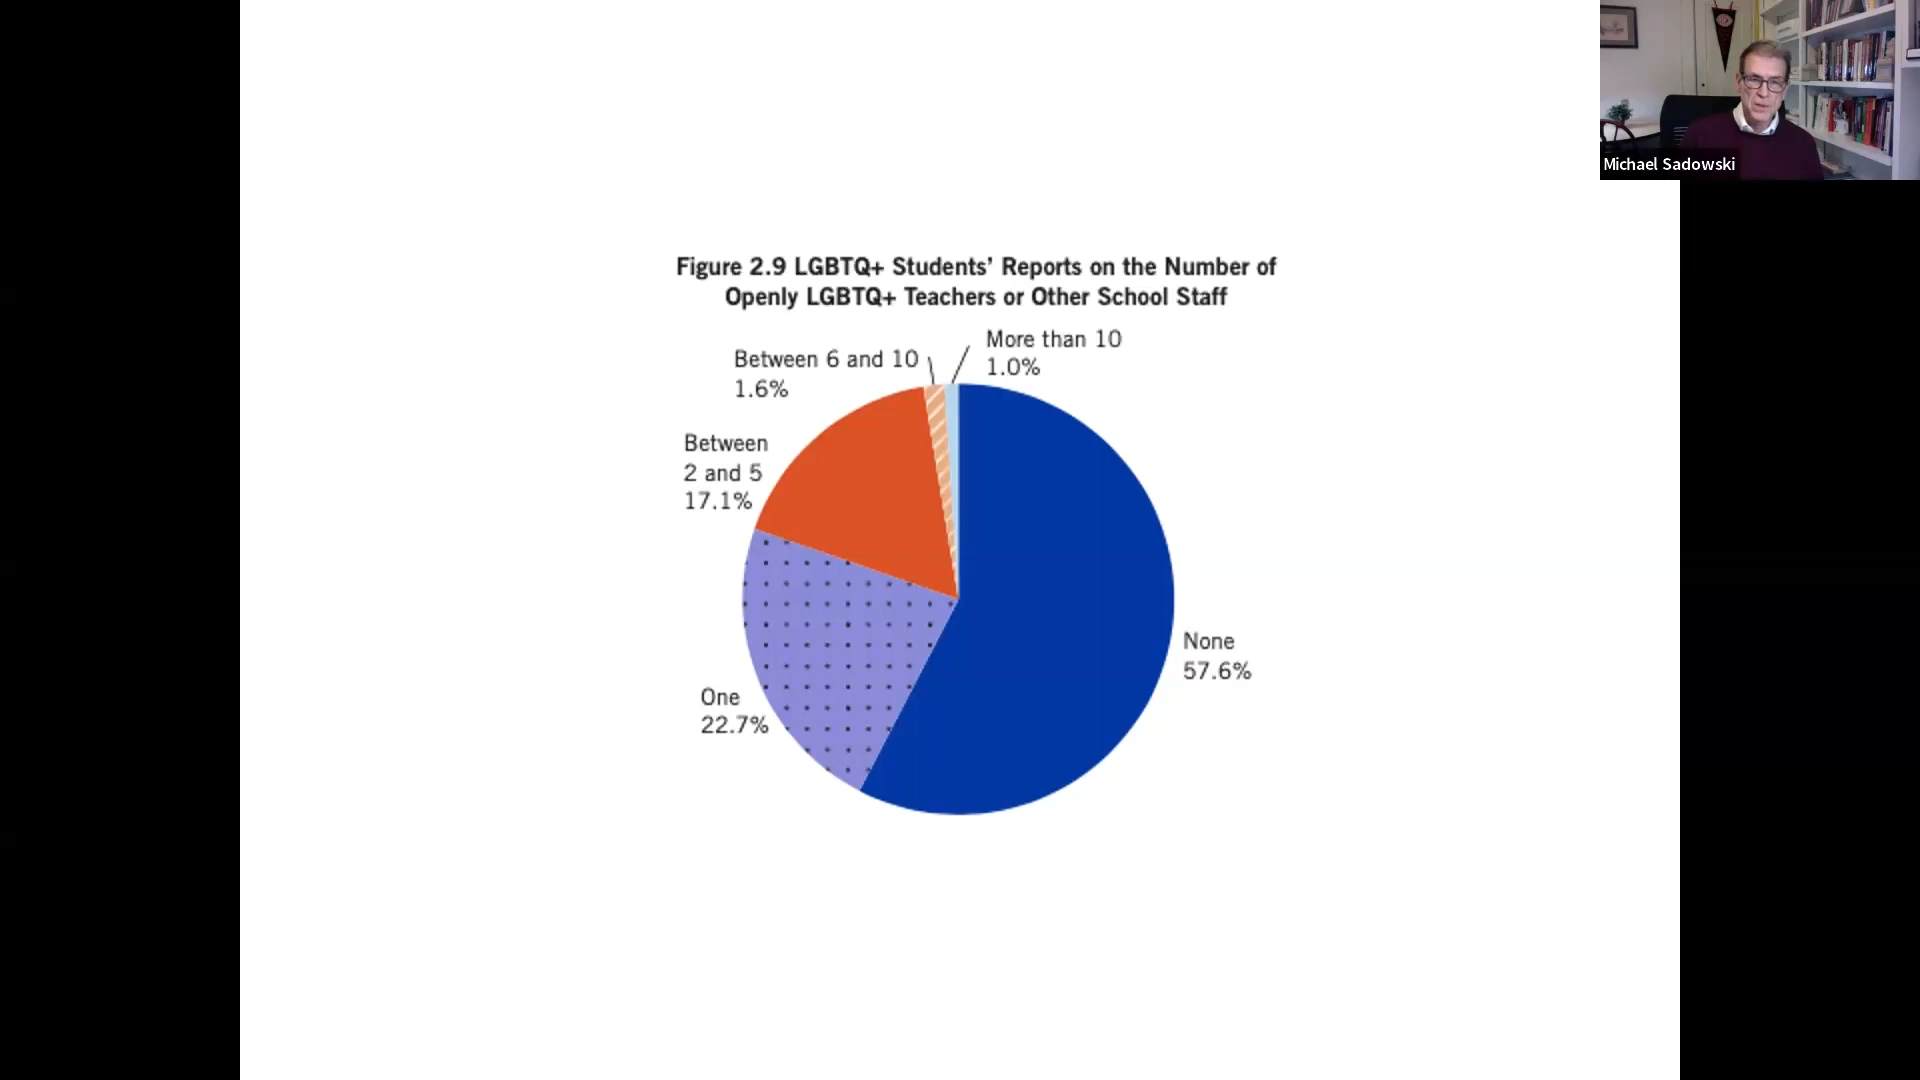 Michael Sadowski
Figure 2.9 LGBTQ+ Students’ Reports on the Number of
Openly LGBTQ+ Teachers or Other School Staff
More than 10
1.0%
Between 6 and 10
1.6%
Between
2 and 5
17.1%
None
57.6%
One
22.7%